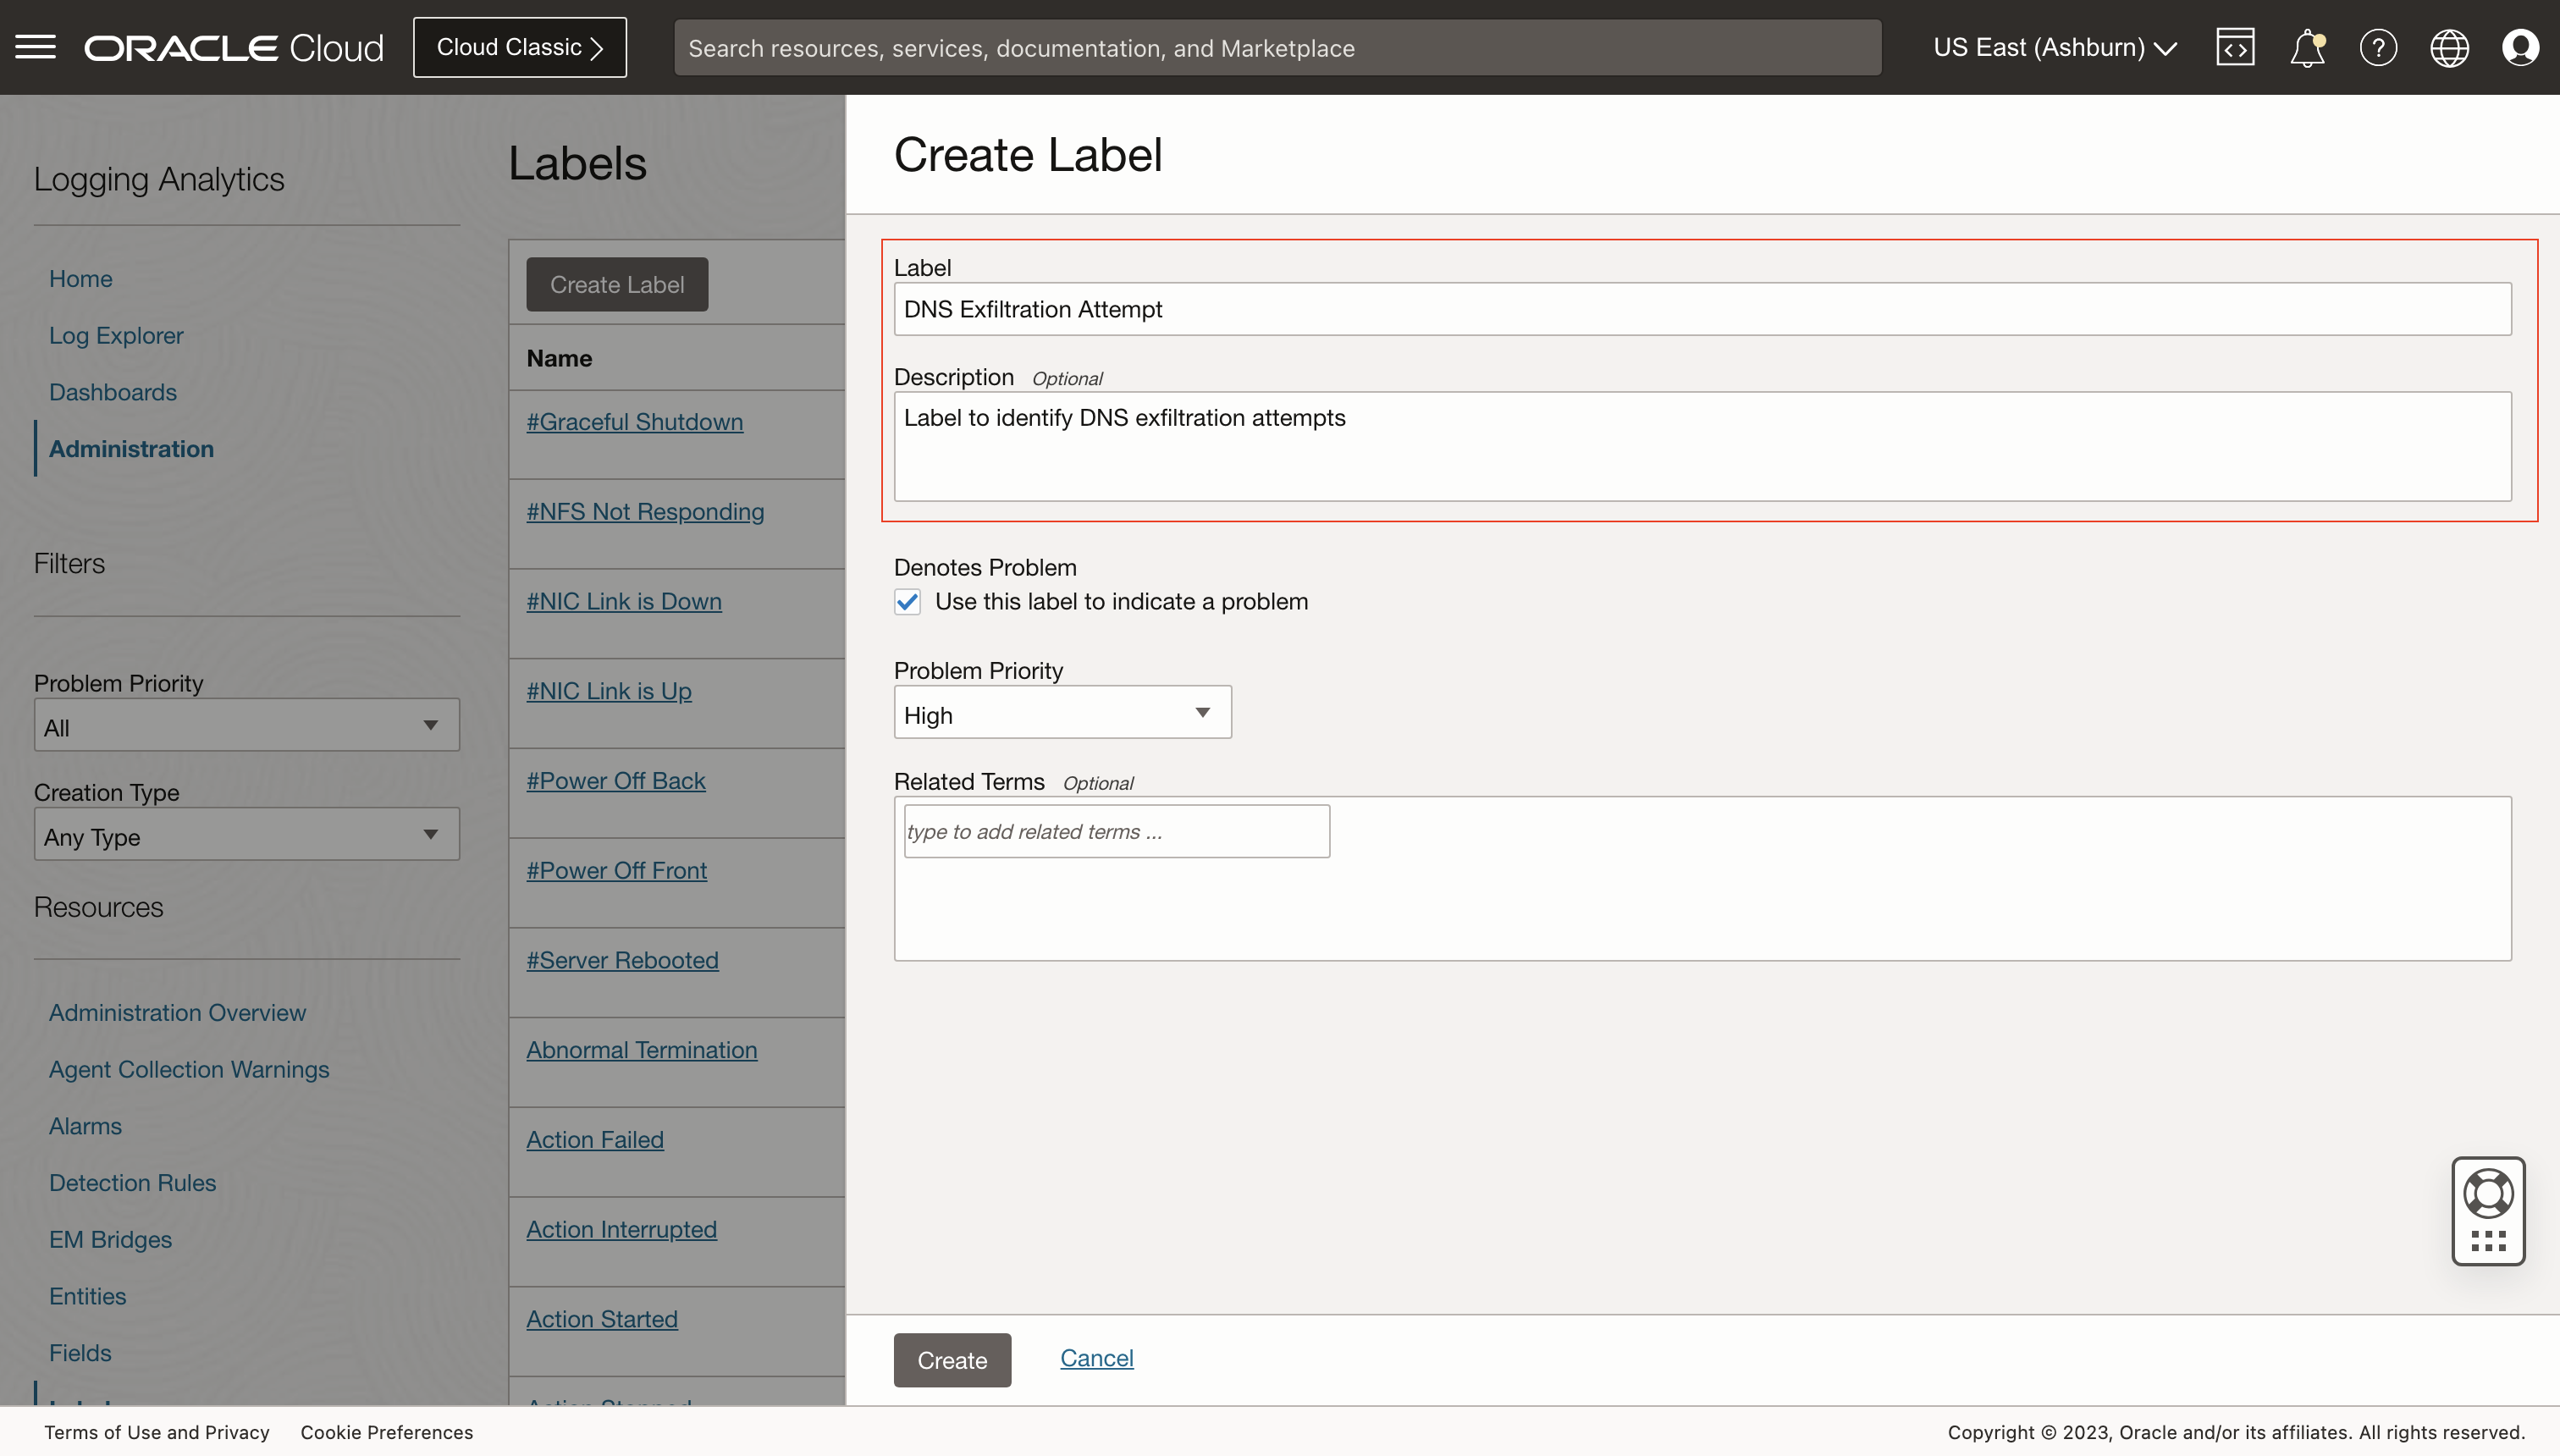 ORACLE Cloud
Cloud Classic
Search resources, services, documentation, and Marketplace
US East (Ashburn)
Logging Analytics
Home
Log Explorer
Dashboards
Administration
Filters
Problem Priority
All
Creation Type
Any Type
Resources
Administration Overview
Agent Collection Warnings
Alarms
Detection Rules
EM Bridges
Entities
Fields
Labels
Create Label
Name
#Graceful Shutdown
#NFS Not Responding
#NIC Link is Down
#NIC Link is Up
#Power Off Back
#Power Off Front
#Server Rebooted
Abnormal Termination
Action Failed
Action Interrupted
Action Started
Create Label
Label
DNS Exfiltration Attempt
Description Optional
Label to identify DNS exfiltration attempts
Denotes Problem
Use this label to indicate a problem
Problem Priority
High
Related Terms Optional
type to add related terms ...
Create
Cancel
Terms of Use and Privacy
Cookie Preferences
Copyright © 2023, Oracle and/or its affiliates. All rights reserved.